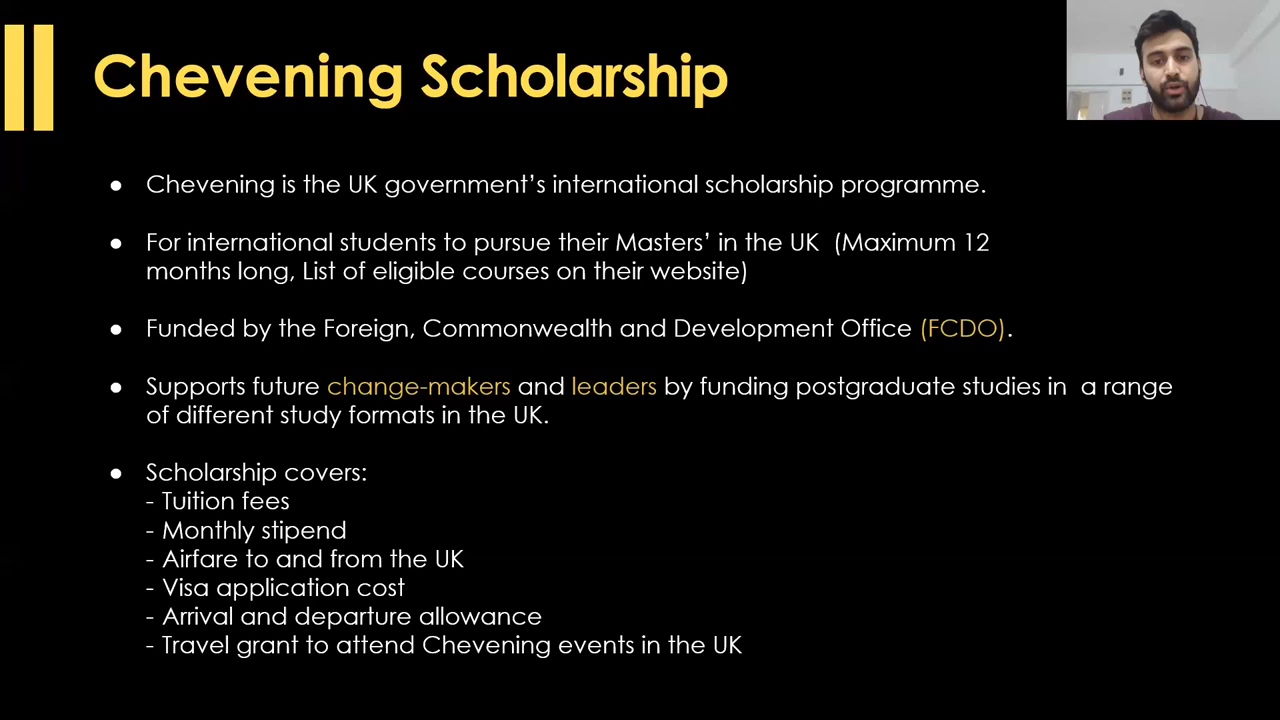 Chevening Scholarship
● Chevening is the UK government’s international scholarship programme.
● For international students to pursue their Masters’ in the UK (Maximum 12
months long, List of eligible courses on their website)
● Funded by the Foreign, Commonwealth and Development Office (FCDO).
● Supports future change-makers and leaders by funding postgraduate studies in a range
of different study formats in the UK.
● Scholarship covers:
- Tuition fees
- Monthly stipend
- Airfare to and from the UK
- Visa application cost
- Arrival and departure allowance
- Travel grant to attend Chevening events in the UK